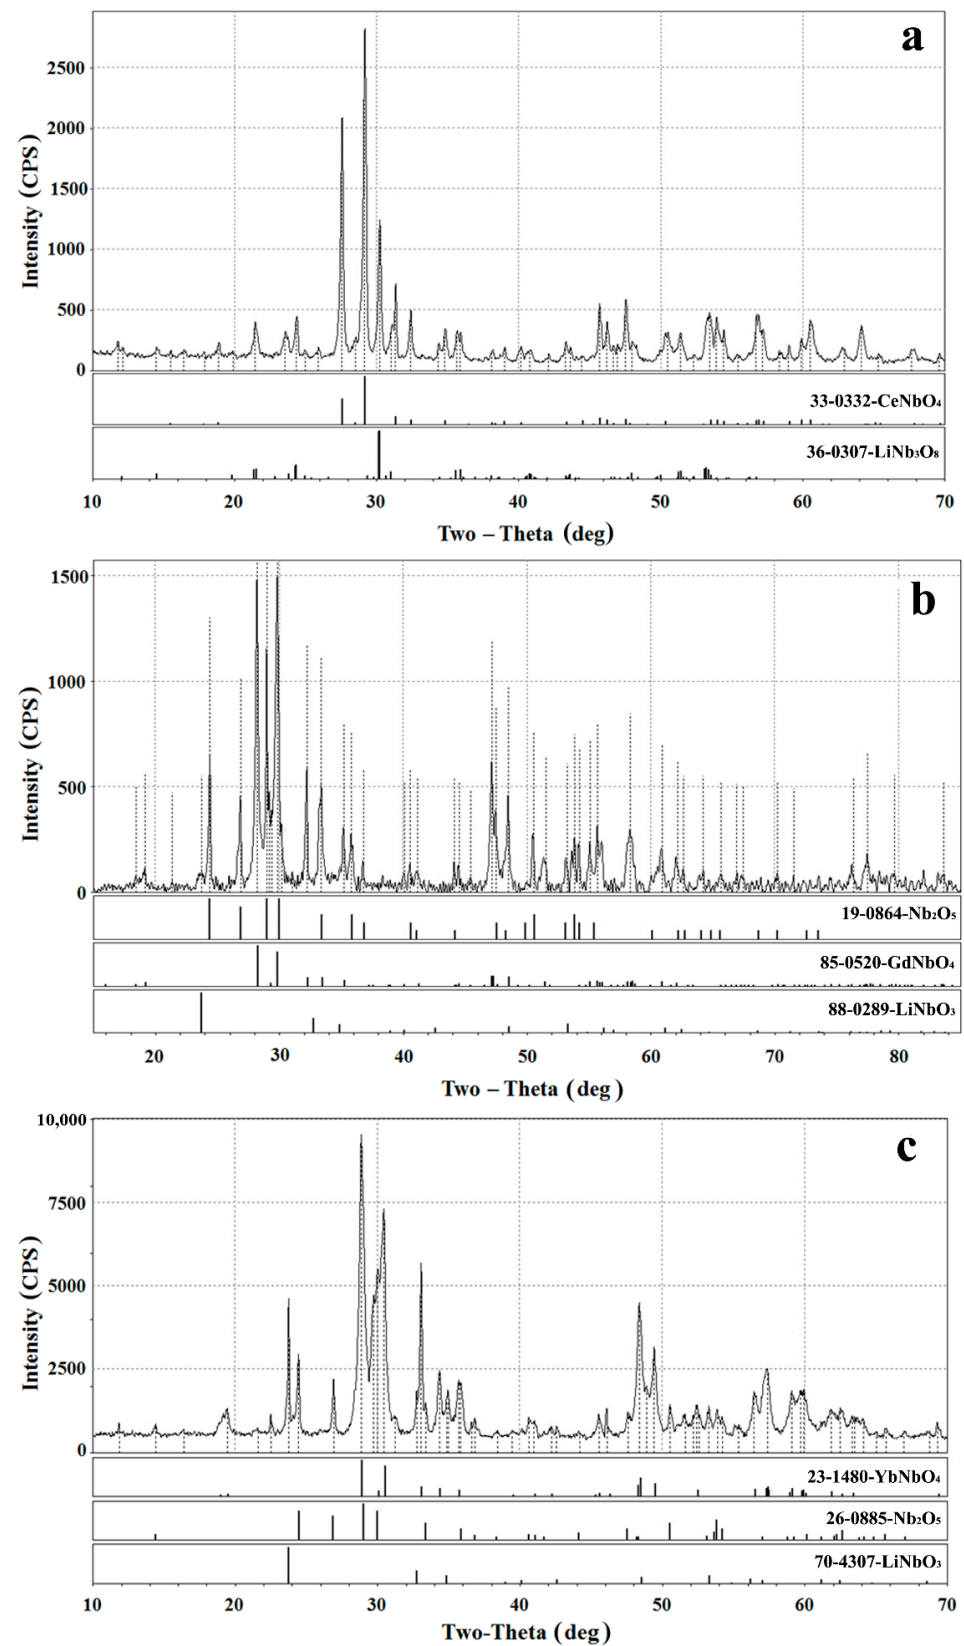 a
2500
2000
1500
1000
500
0
Intensity (CPS)
33-0332-CeNbO₄
36-0307-LiNb₃O₈
10 20 30 40 50 60 70
Two – Theta (deg)
b
1500
1000
500
0
Intensity (CPS)
19-0864-Nb₂O₅
85-0520-GdNbO₄
88-0289-LiNbO₃
20 30 40 50 60 70 80
Two – Theta ( deg )
c
10,000
7500
5000
2500
0
Intensity (CPS)
23-1480-YbNbO₄
26-0885-Nb₂O₅
70-4307-LiNbO₃
10 20 30 40 50 60 70
Two-Theta ( deg )